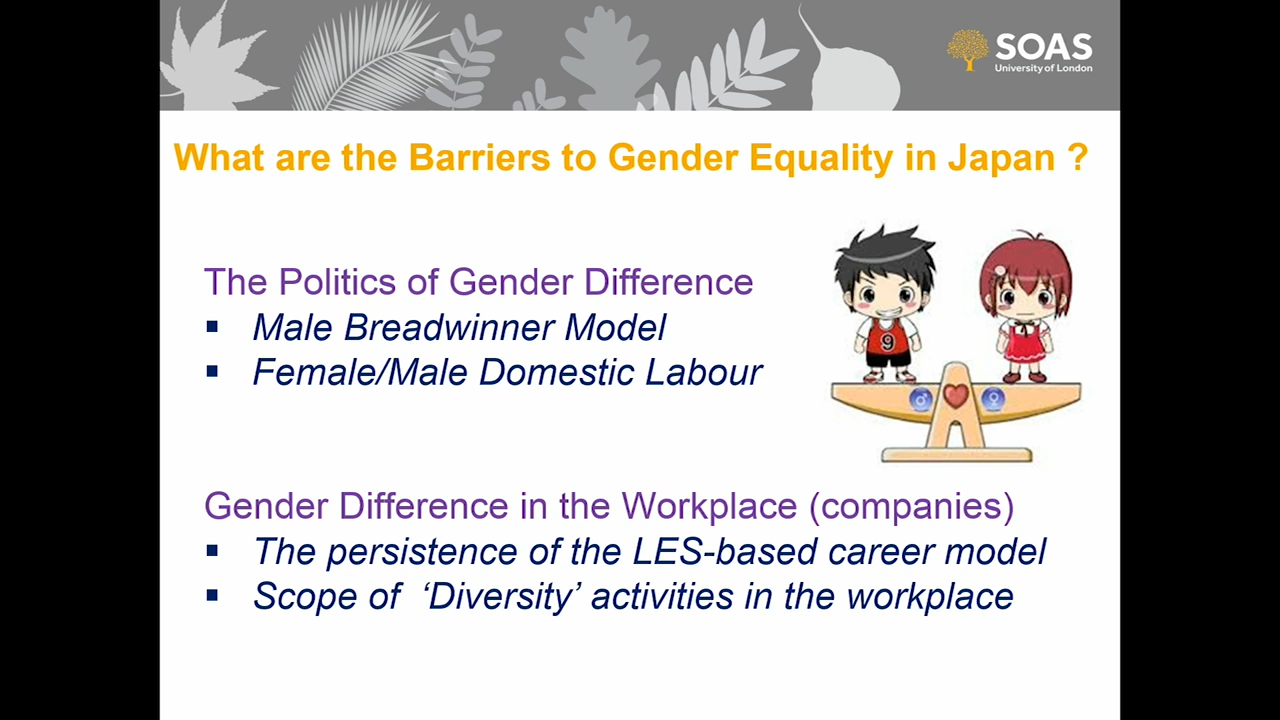 SOAS
University of London
What are the Barriers to Gender Equality in Japan ?
The Politics of Gender Difference
▪ Male Breadwinner Model
▪ Female/Male Domestic Labour
9
♂ ♀
Gender Difference in the Workplace (companies)
▪ The persistence of the LES-based career model
▪ Scope of ‘Diversity’ activities in the workplace